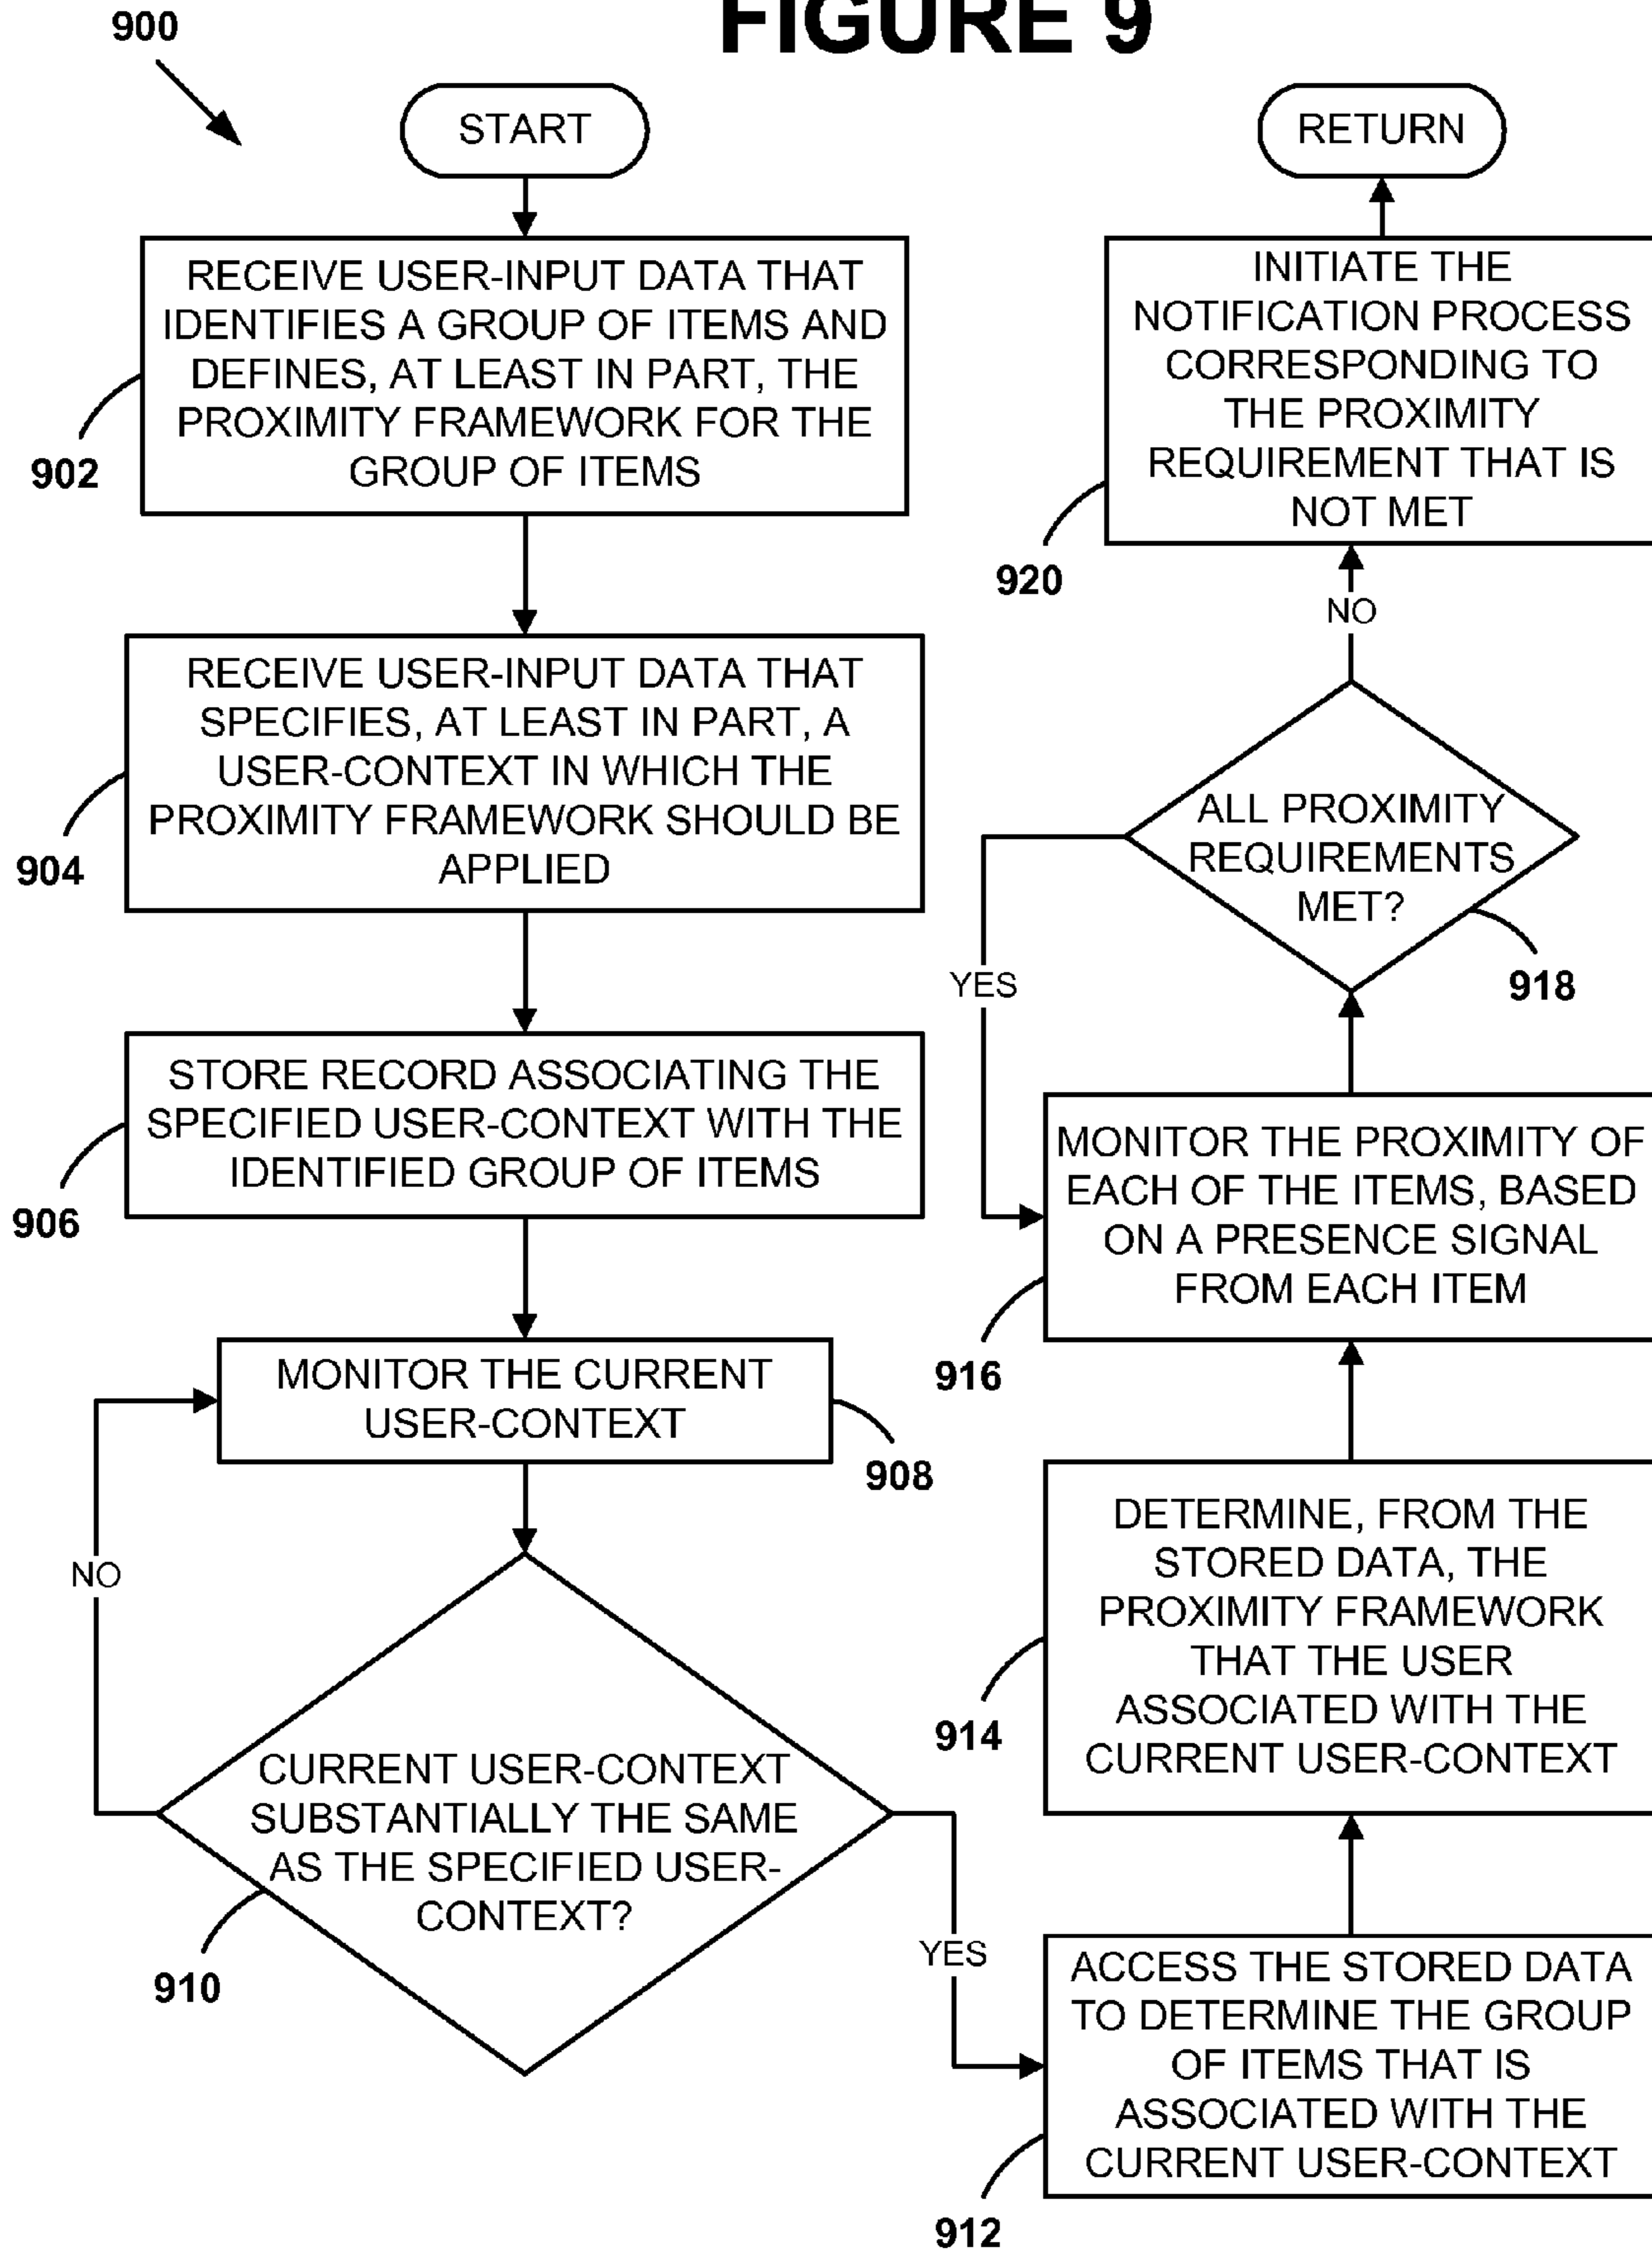 FIGURE 9
900
START
RECEIVE USER-INPUT DATA THAT
IDENTIFIES A GROUP OF ITEMS AND
DEFINES, AT LEAST IN PART, THE
PROXIMITY FRAMEWORK FOR THE
GROUP OF ITEMS
902
RECEIVE USER-INPUT DATA THAT
SPECIFIES, AT LEAST IN PART, A
USER-CONTEXT IN WHICH THE
PROXIMITY FRAMEWORK SHOULD BE
APPLIED
904
STORE RECORD ASSOCIATING THE
SPECIFIED USER-CONTEXT WITH THE
IDENTIFIED GROUP OF ITEMS
906
MONITOR THE CURRENT
USER-CONTEXT
908
NO
CURRENT USER-CONTEXT
SUBSTANTIALLY THE SAME
AS THE SPECIFIED USER-
CONTEXT?
910
YES
ACCESS THE STORED DATA
TO DETERMINE THE GROUP
OF ITEMS THAT IS
ASSOCIATED WITH THE
CURRENT USER-CONTEXT
912
DETERMINE, FROM THE
STORED DATA, THE
PROXIMITY FRAMEWORK
THAT THE USER
ASSOCIATED WITH THE
CURRENT USER-CONTEXT
914
MONITOR THE PROXIMITY OF
EACH OF THE ITEMS, BASED
ON A PRESENCE SIGNAL
FROM EACH ITEM
916
ALL PROXIMITY
REQUIREMENTS
MET?
918
YES
NO
INITIATE THE
NOTIFICATION PROCESS
CORRESPONDING TO
THE PROXIMITY
REQUIREMENT THAT IS
NOT MET
920
RETURN